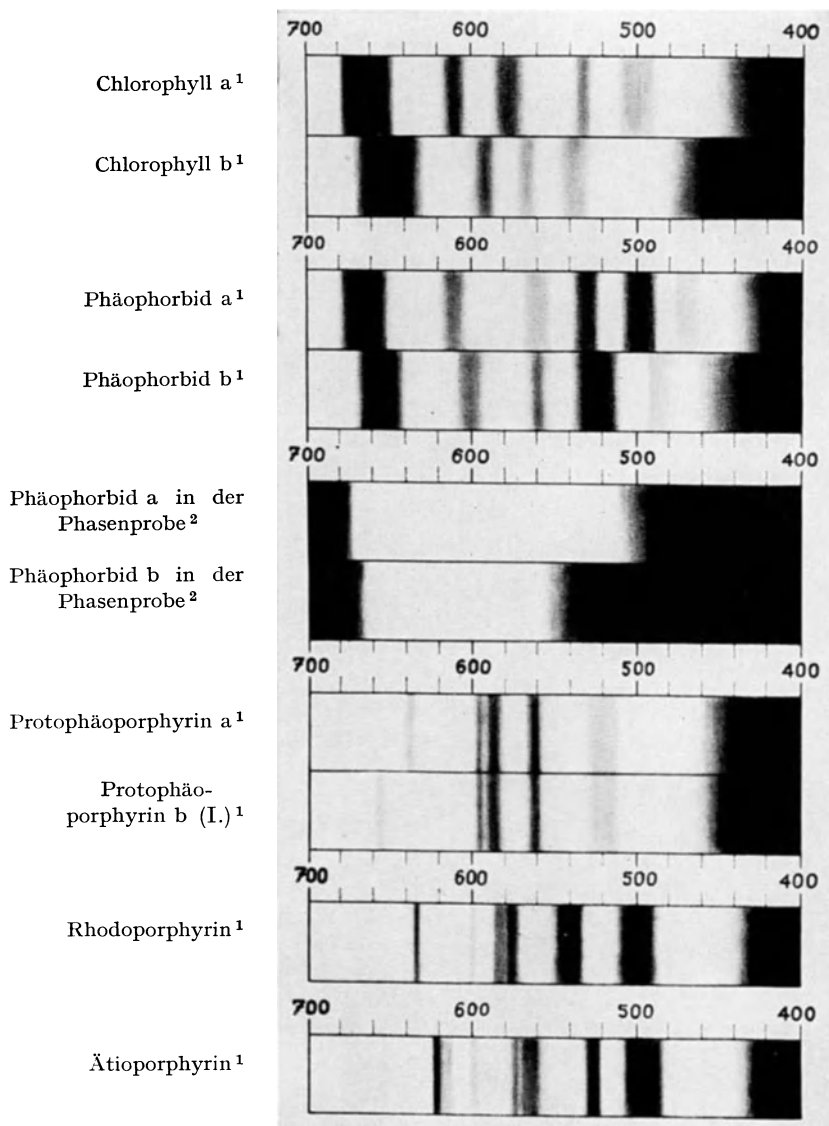 700 600 500 400
Chlorophyll a¹
Chlorophyll b¹
700 600 500 400
Phäophorbid a¹
Phäophorbid b¹
700 600 500 400
Phäophorbid a in der
Phasenprobe²
Phäophorbid b in der
Phasenprobe²
700 600 500 400
Protophäoporphyrin a¹
Protophäo-
porphyrin b (I.)¹
700 600 500 400
Rhodoporphyrin¹
700 600 500 400
Ätioporphyrin¹